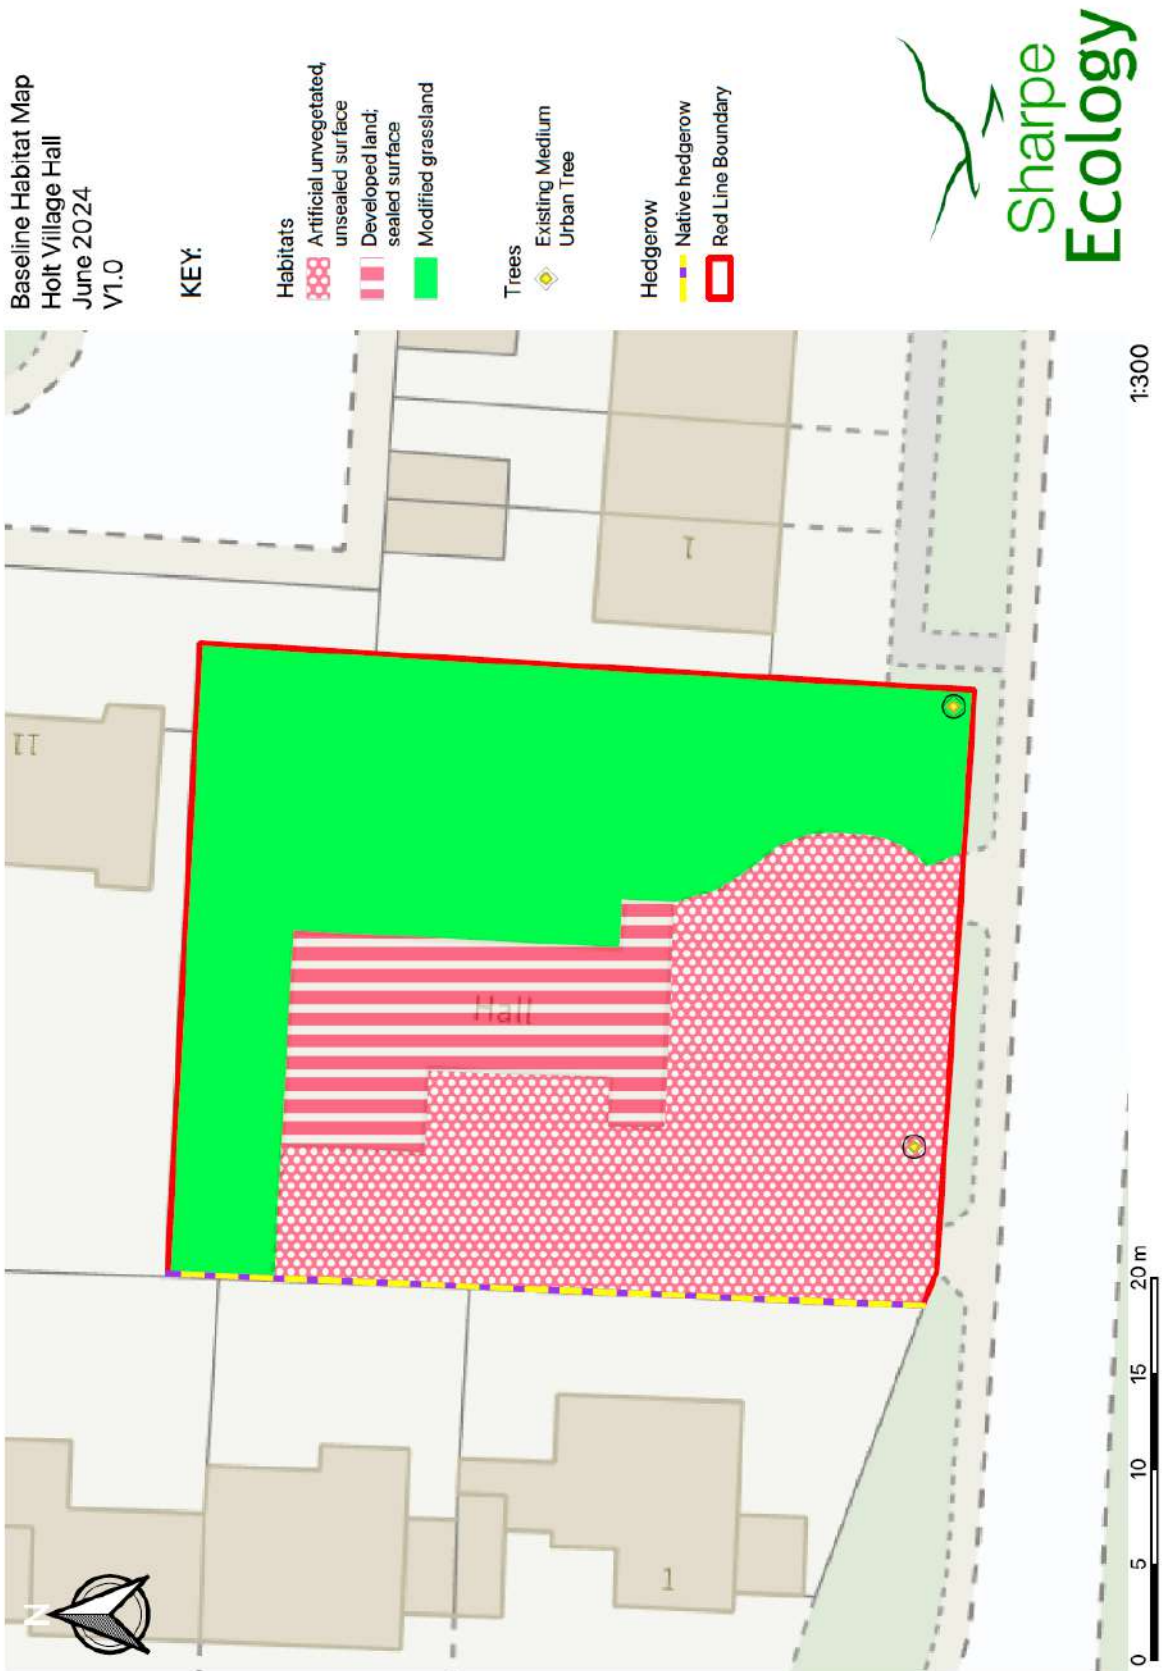 Baseline Habitat Map
Holt Village Hall
June 2024
V1.0
KEY:
Habitats
Artificial unvegetated,
unsealed surface
Developed land;
sealed surface
Modified grassland
Trees
Existing Medium
Urban Tree
Hedgerow
Native hedgerow
Red Line Boundary
Sharpe
Ecology
N
11
Hall
1
1
0 5 10 15 20 m
1:300